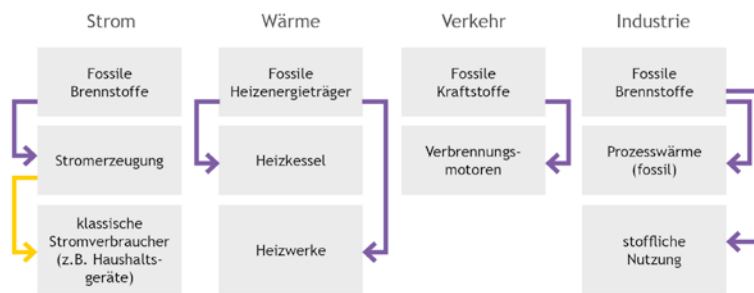 Strom
Wärme
Verkehr
Industrie
Fossile
Brennstoffe
Fossile
Heizenergieträger
Fossile
Kraftstoffe
Fossile
Brennstoffe
Stromerzeugung
Heizkessel
Verbrennungs-
motoren
Prozesswärme
(fossil)
klassische
Stromverbraucher
(z.B. Haushalts-
geräte)
Heizwerke
stoffliche
Nutzung